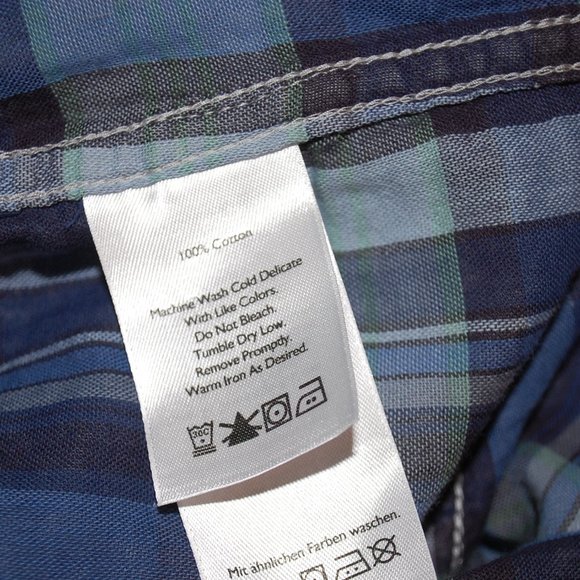 100% Cotton
Machine Wash Cold Delicate
With Like Colors.
Do Not Bleach.
Tumble Dry Low.
Remove Promptly.
Warm Iron As Desired.
30C
Mit ähnlichen Farben waschen.